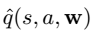 q̂(s, a, w)